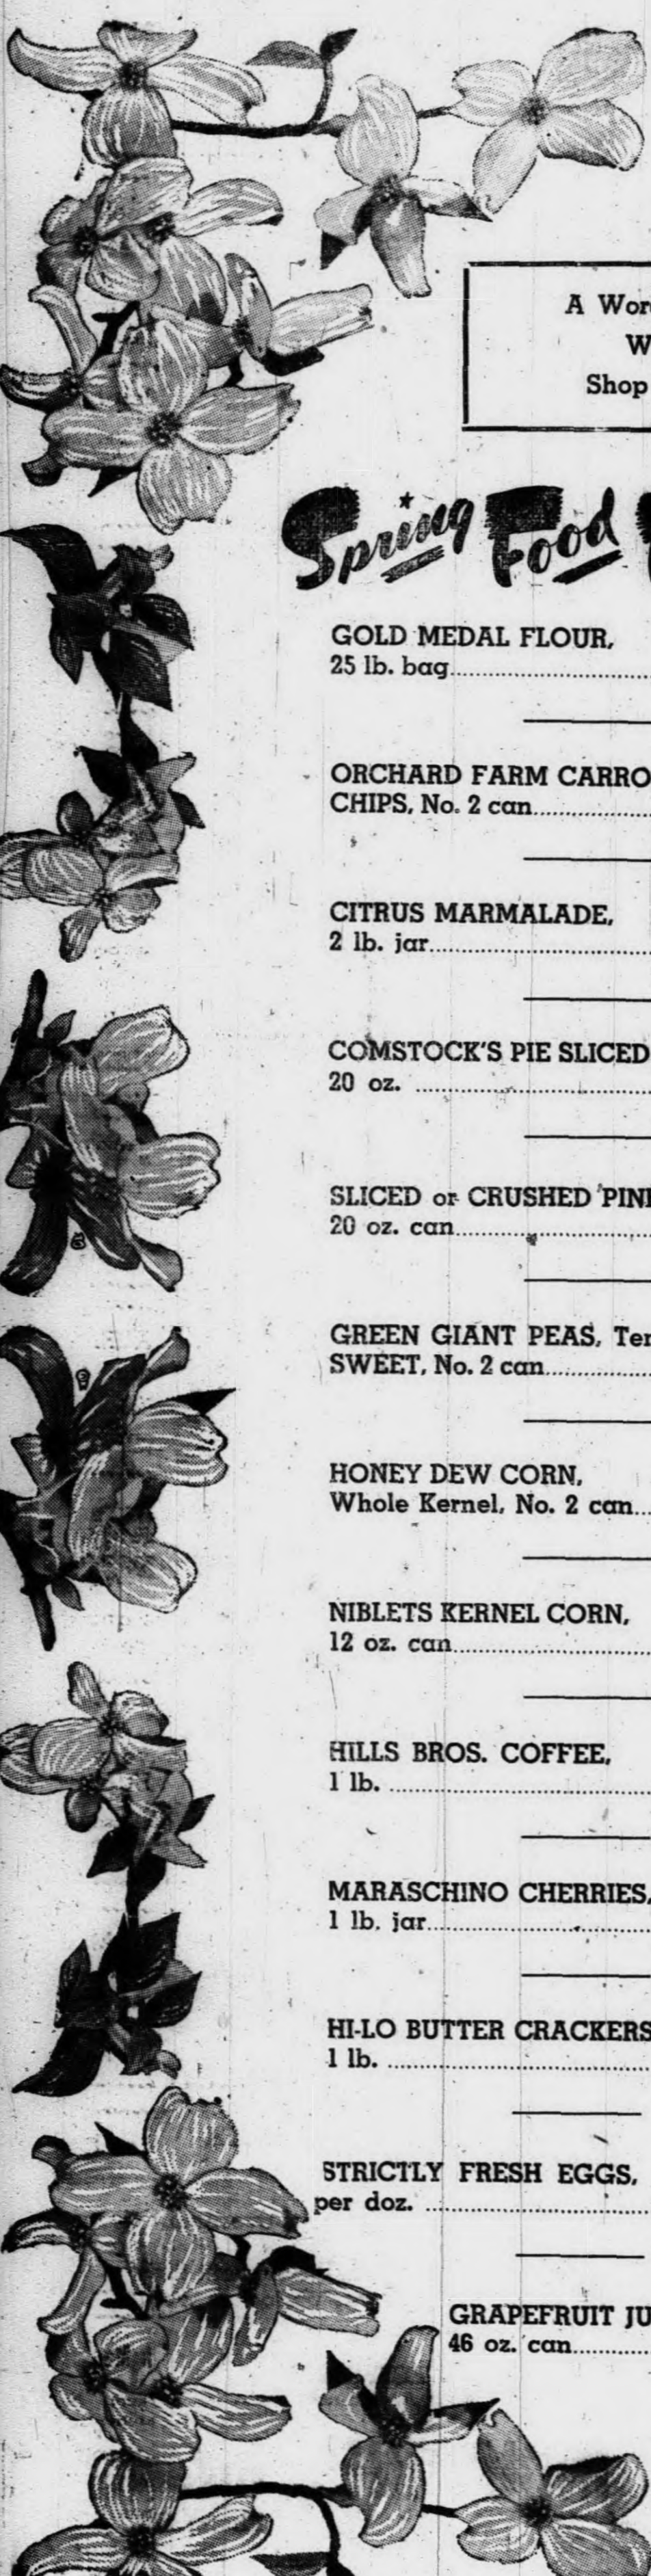 A Wor
W
Shop
Spring Food
GOLD MEDAL FLOUR,
25 lb. bag
ORCHARD FARM CARRO
CHIPS, No. 2 can
CITRUS MARMALADE,
2 lb. jar
COMSTOCK'S PIE SLICED
20 oz.
SLICED or CRUSHED PIN
20 oz. can
GREEN GIANT PEAS, Ten
SWEET, No. 2 can
HONEY DEW CORN,
Whole Kernel, No. 2 can
NIBLETS KERNEL CORN,
12 oz. can
HILLS BROS. COFFEE,
1 lb.
MARASCHINO CHERRIES,
1 lb. jar
HI-LO BUTTER CRACKERS
1 lb.
STRICTLY FRESH EGGS,
per doz.
GRAPEFRUIT JU
46 oz. can